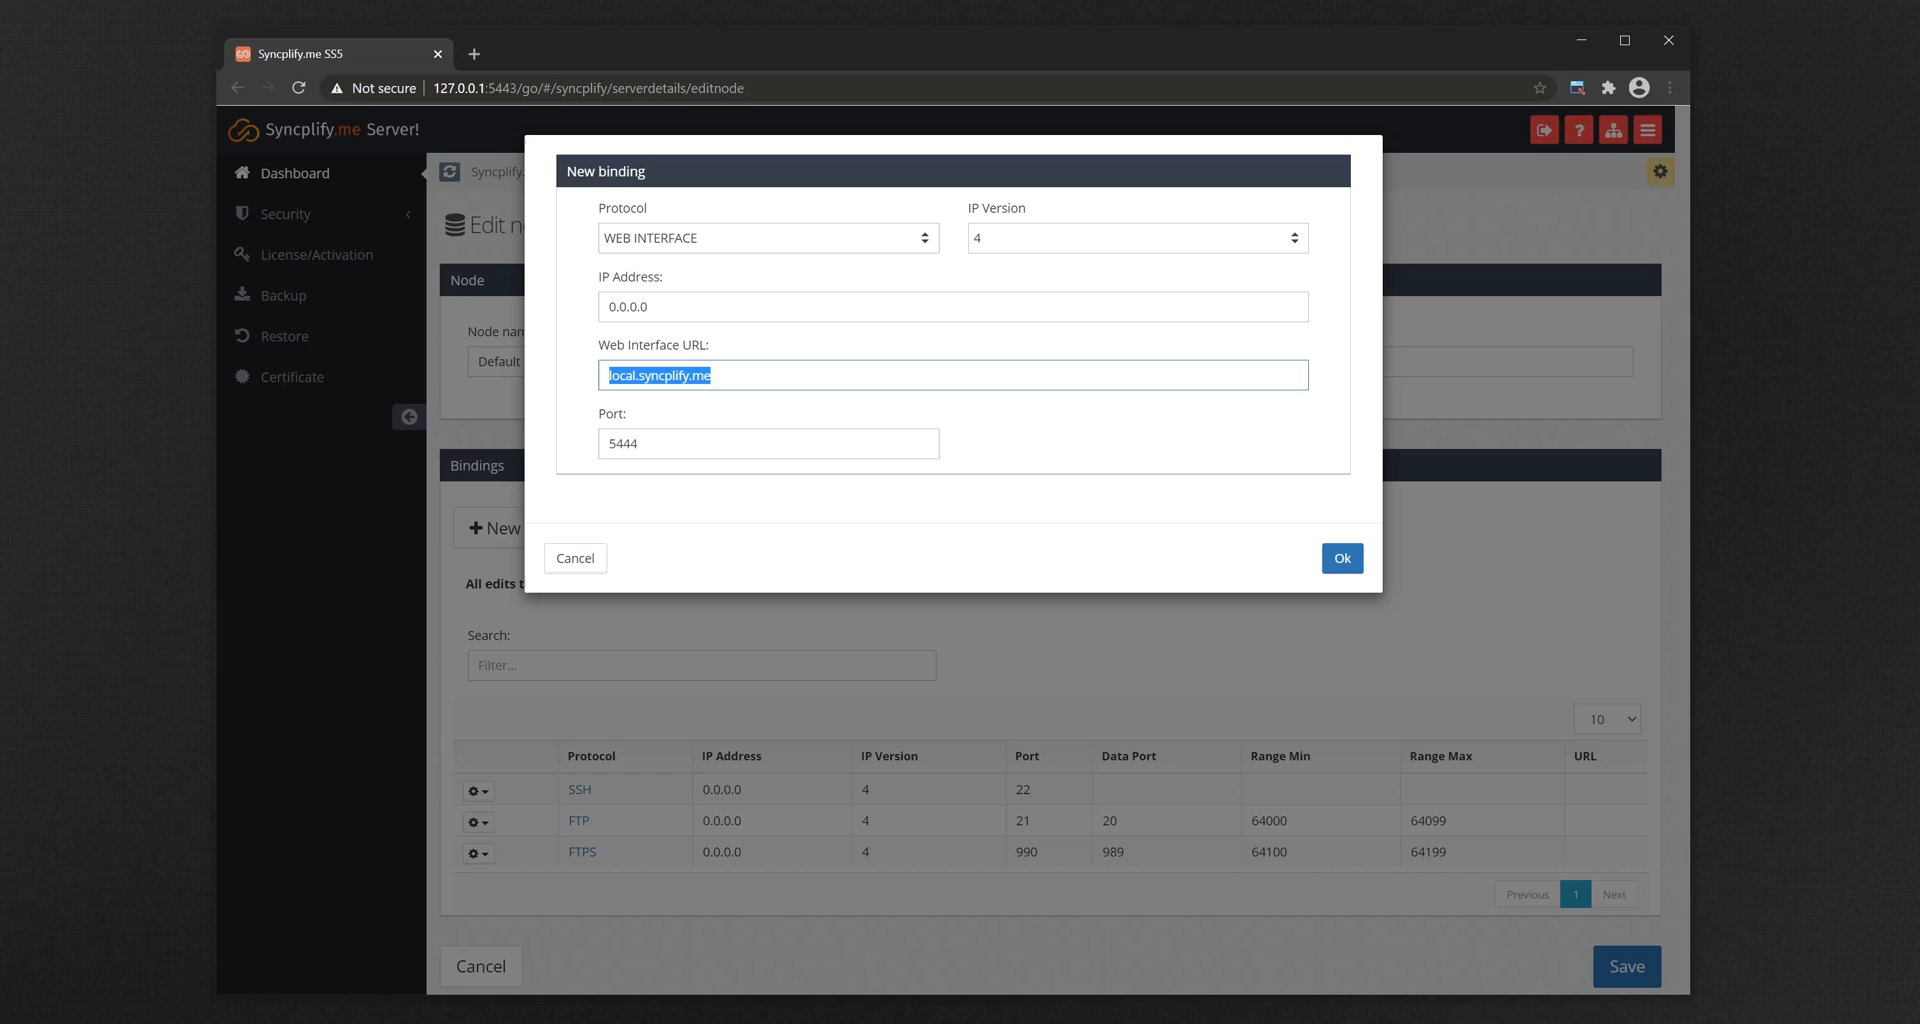 Syncplify.me SS5
Not secure
127.0.0.1:5443/go/#/syncplify/serverdetails/editnode
Syncplify.me Server!
Dashboard
Security
License/Activation
Backup
Restore
Certificate
Syncplify.
Edit n
Node
Node nam
Default
New binding
Protocol
IP Version
WEB INTERFACE
4
IP Address:
0.0.0.0
Web Interface URL:
local.syncplify.me
Port:
5444
Cancel
Ok
Bindings
New
All edits t
Search:
Filter...
10
Protocol IP Address IP Version Port Data Port Range Min Range Max URL
SSH 0.0.0.0 4 22
FTP 0.0.0.0 4 21 20 64000 64099
FTPS 0.0.0.0 4 990 989 64100 64199
Previous 1 Next
Cancel
Save